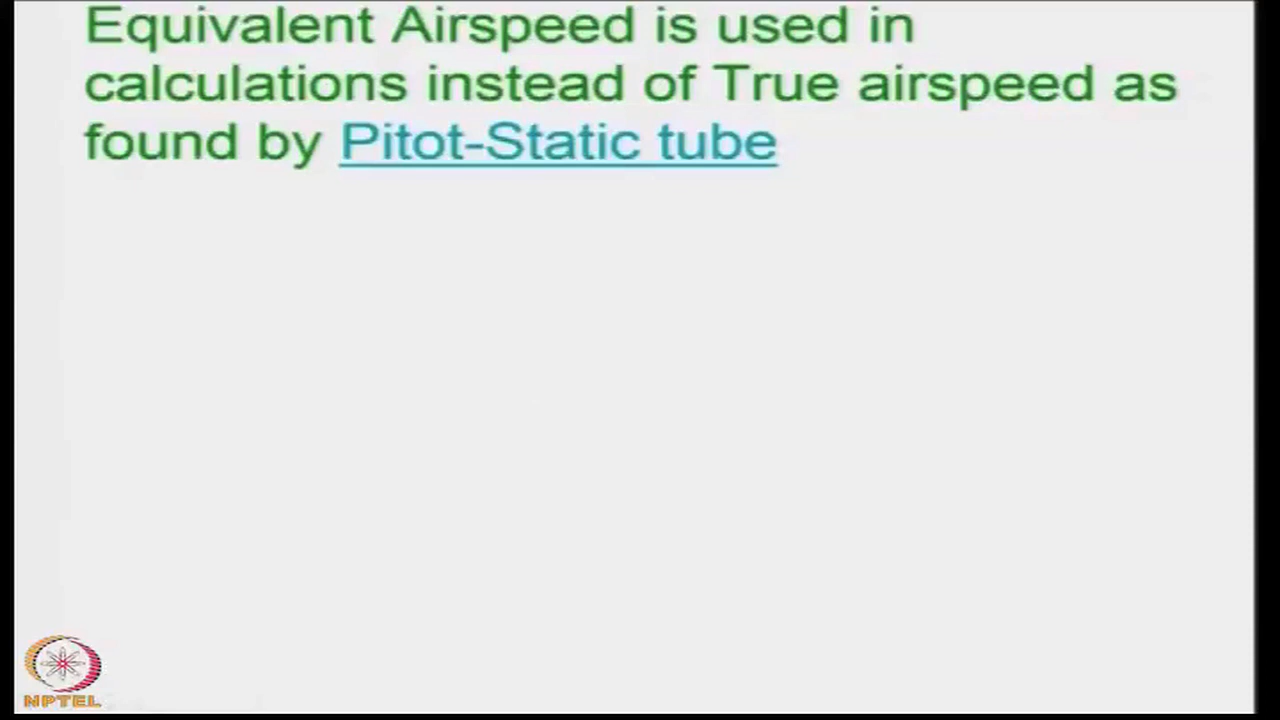 Equivalent Airspeed is used in
calculations instead of True airspeed as
found by Pitot-Static tube
NPTEL